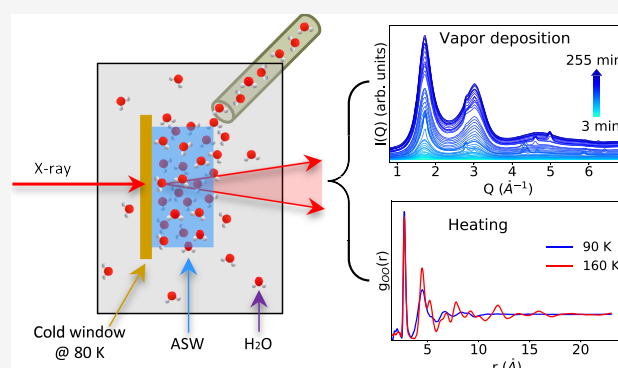 X-ray
Cold window
@ 80 K
ASW
H₂O
Vapor deposition
255 min
3 min
I(Q) (arb. units)
1 2 3 4 5 6
Q (Å⁻¹)
Heating
90 K
160 K
gOO(r)
5 10 15 20
r (Å)